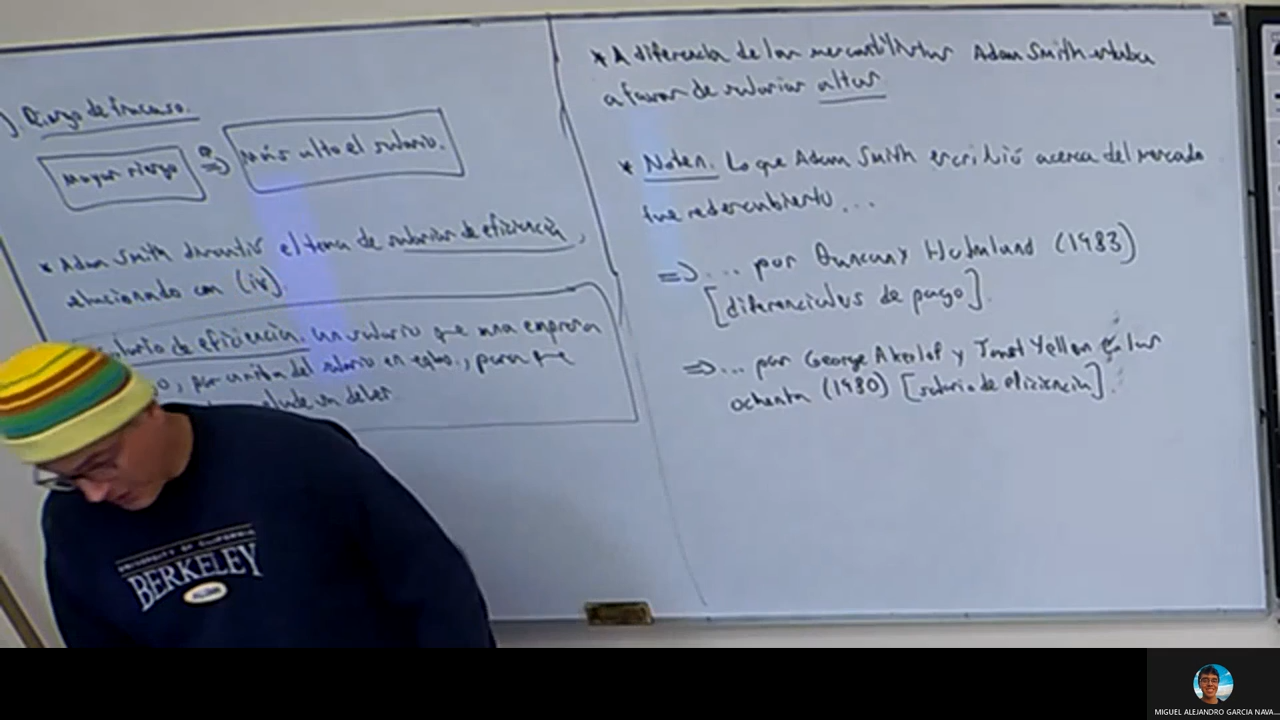 ) Riesgo de fracaso.
Mayor riesgo ⇒ Más alto el salario.
* Adam Smith discutió el tema de salarios de eficiencia,
relacionado con (iv).
salario de eficiencia. un salario que una empresa
, por arriba del salario en eqbo., para que
un deber
* A diferencia de los mercantilistas Adam Smith estaba
a favor de salarios altos
* Noten. Lo que Adam Smith escribió acerca del mercado
fue redescubierto...
⇒ ... por Duncan y Holmlund (1983)
[diferenciales de pago].
⇒ ... por George Akerlof y Janet Yellen en los
ochenta (1980) [salario de eficiencia].
UNIVERSITY OF CALIFORNIA
BERKELEY
MIGUEL ALEJANDRO GARCIA NAVA...